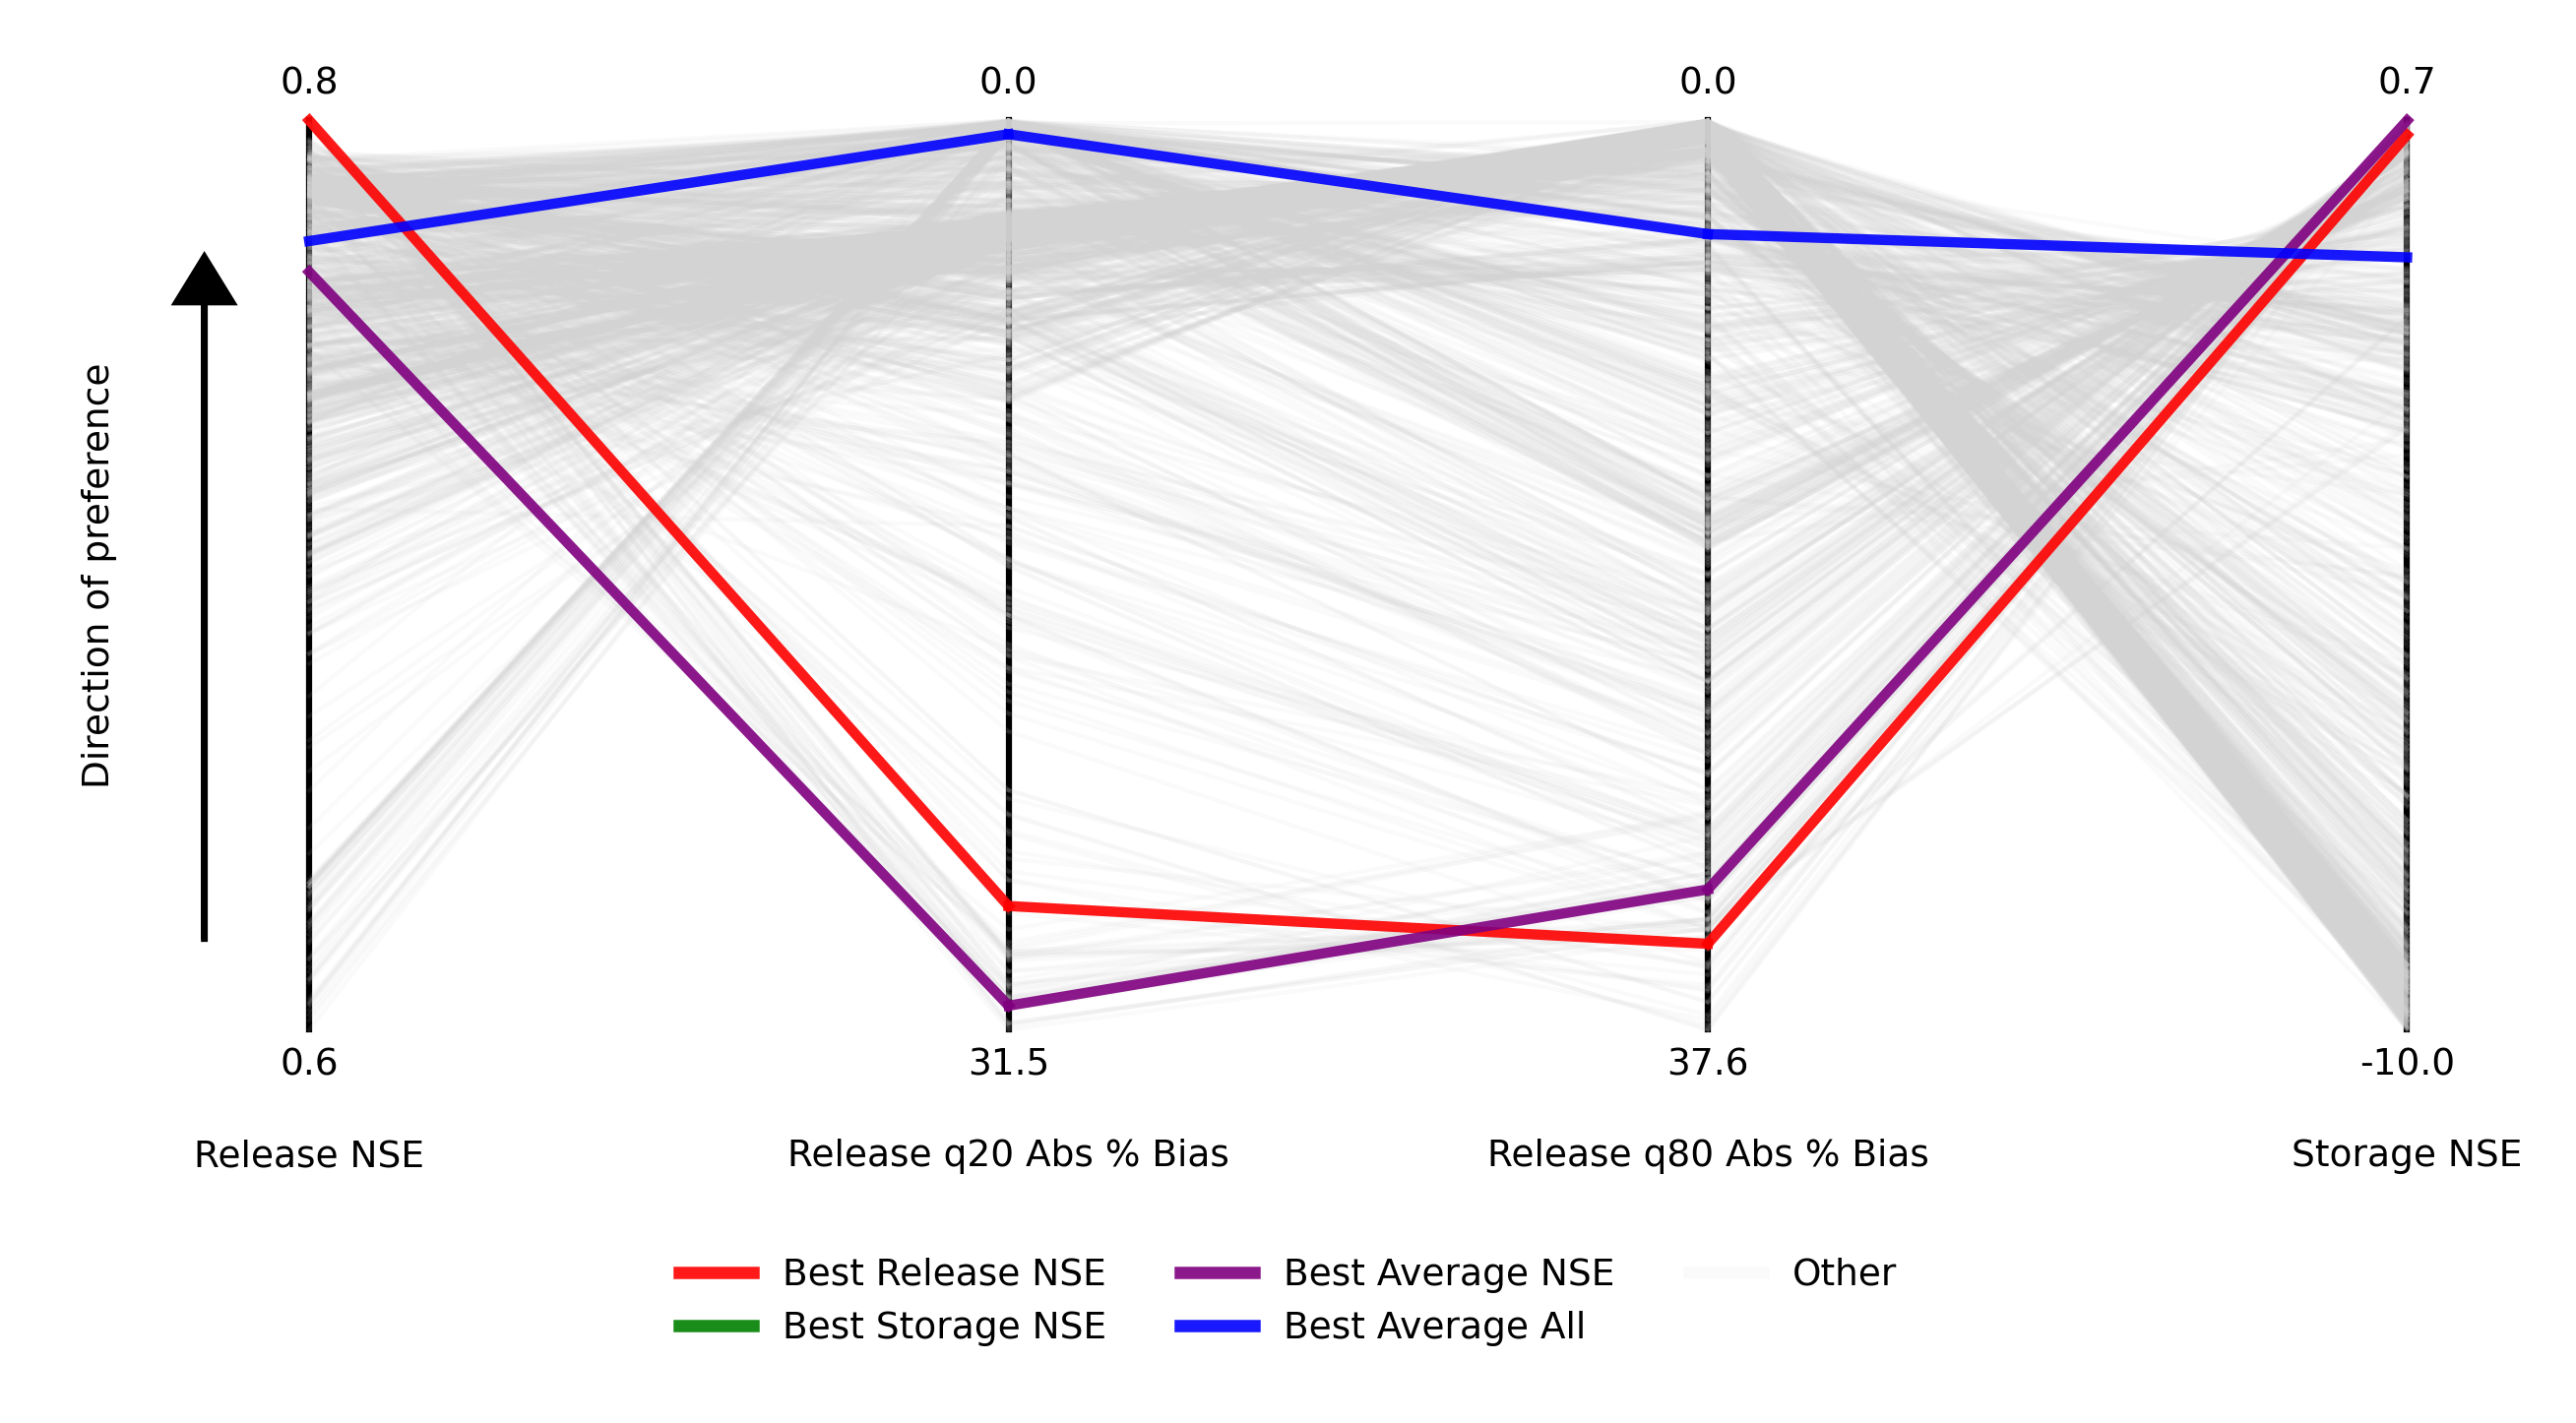 0.8
0.0
0.0
0.7
Direction of preference
0.6
31.5
37.6
-10.0
Release NSE
Release q20 Abs % Bias
Release q80 Abs % Bias
Storage NSE
Best Release NSE
Best Storage NSE
Best Average NSE
Best Average All
Other